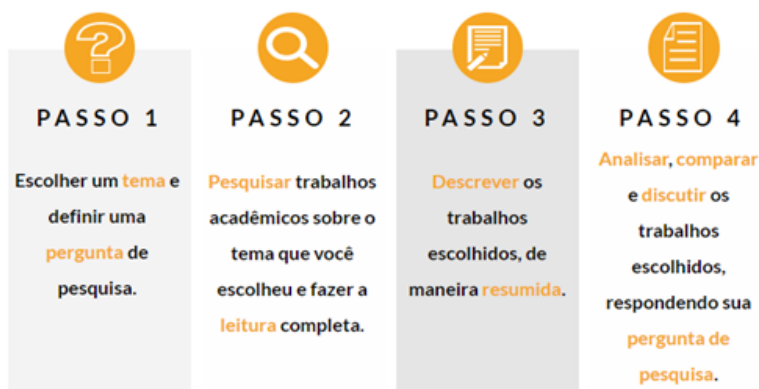 PASSO 1
Escolher um tema e
definir uma
pergunta de
pesquisa.
PASSO 2
Pesquisar trabalhos
acadêmicos sobre o
tema que você
escolheu e fazer a
leitura completa.
PASSO 3
Descrever os
trabalhos
escolhidos, de
maneira resumida.
PASSO 4
Analisar, comparar
e discutir os
trabalhos
escolhidos,
respondendo sua
pergunta de
pesquisa.